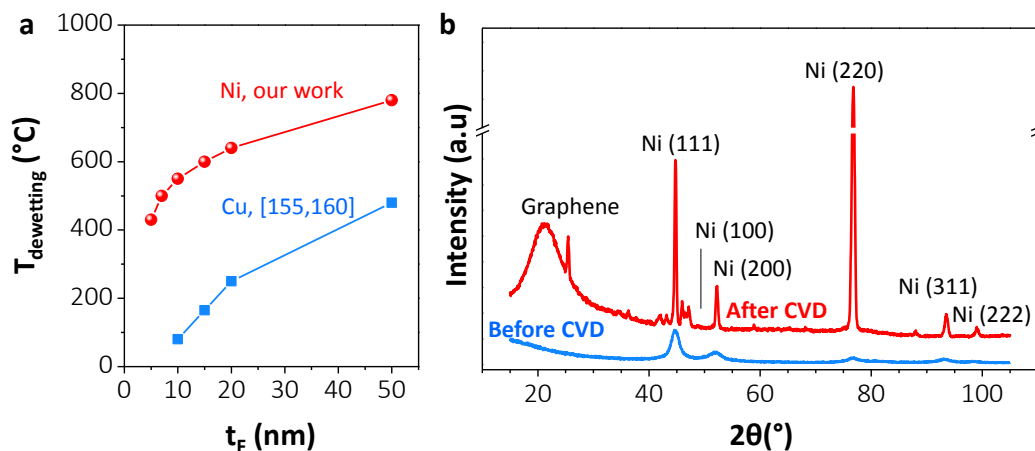 a
1000
800
600
400
200
0
T_dewetting (°C)
Ni, our work
Cu, [155,160]
0
10
20
30
40
50
t_F (nm)
b
Intensity (a.u)
Graphene
Ni (111)
Ni (100)
Ni (200)
Ni (220)
Ni (311)
Ni (222)
After CVD
Before CVD
20
40
60
80
100
2θ(°)